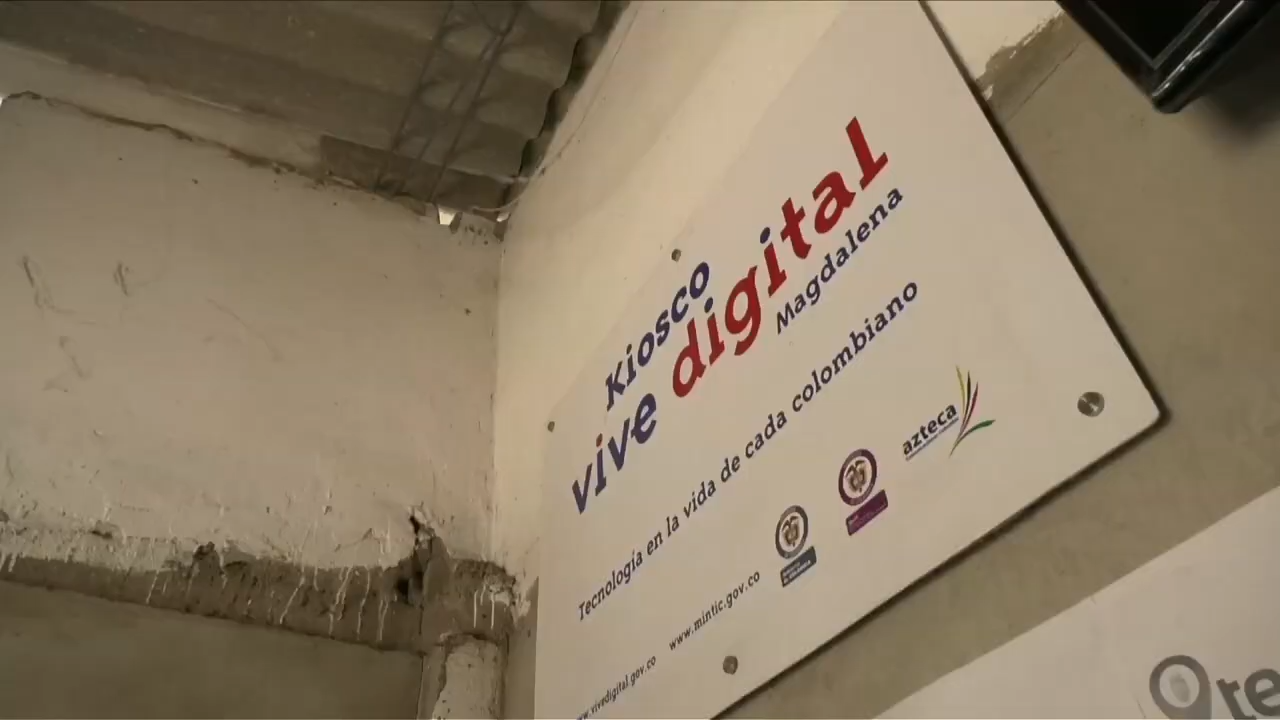 Kiosco
vive digital
Magdalena
Tecnología en la vida de cada colombiano
azteca
www.mintic.gov.co
ww.vivedigital.gov.co